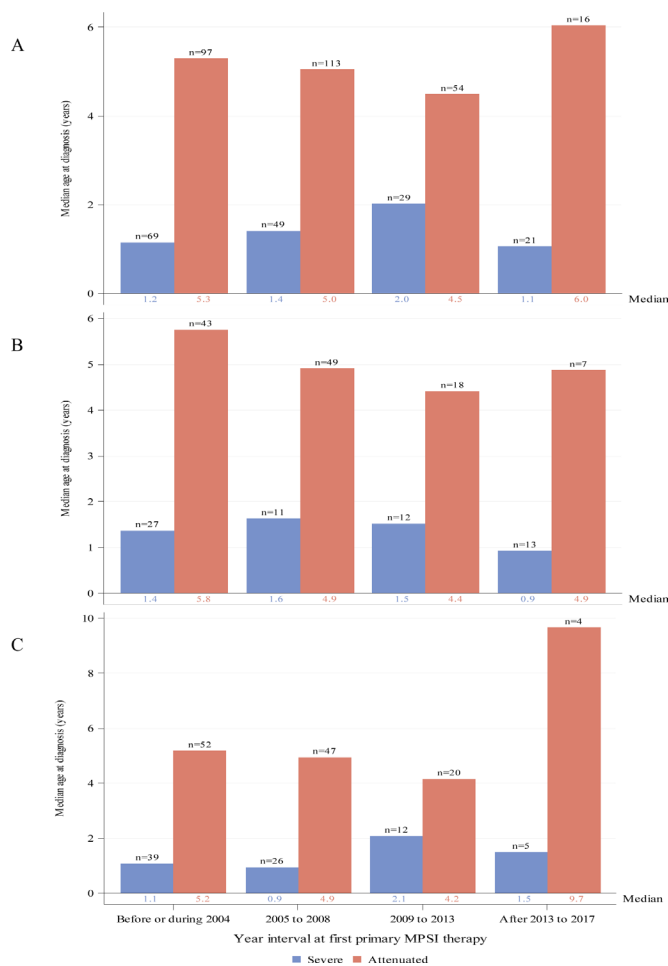 A
Median age at diagnosis (years)
6
4
2
0
n=69
n=97
n=49
n=113
n=29
n=54
n=21
n=16
1.2 5.3 1.4 5.0 2.0 4.5 1.1 6.0 Median
B
Median age at diagnosis (years)
6
5
4
3
2
1
0
n=27
n=43
n=11
n=49
n=12
n=18
n=13
n=7
1.4 5.8 1.6 4.9 1.5 4.4 0.9 4.9 Median
C
Median age at diagnosis (years)
10
8
6
4
2
0
n=39
n=52
n=26
n=47
n=12
n=20
n=5
n=4
1.1 5.2 0.9 4.9 2.1 4.2 1.5 9.7 Median
Before or during 2004 2005 to 2008 2009 to 2013 After 2013 to 2017
Year interval at first primary MPSI therapy
Severe Attenuated